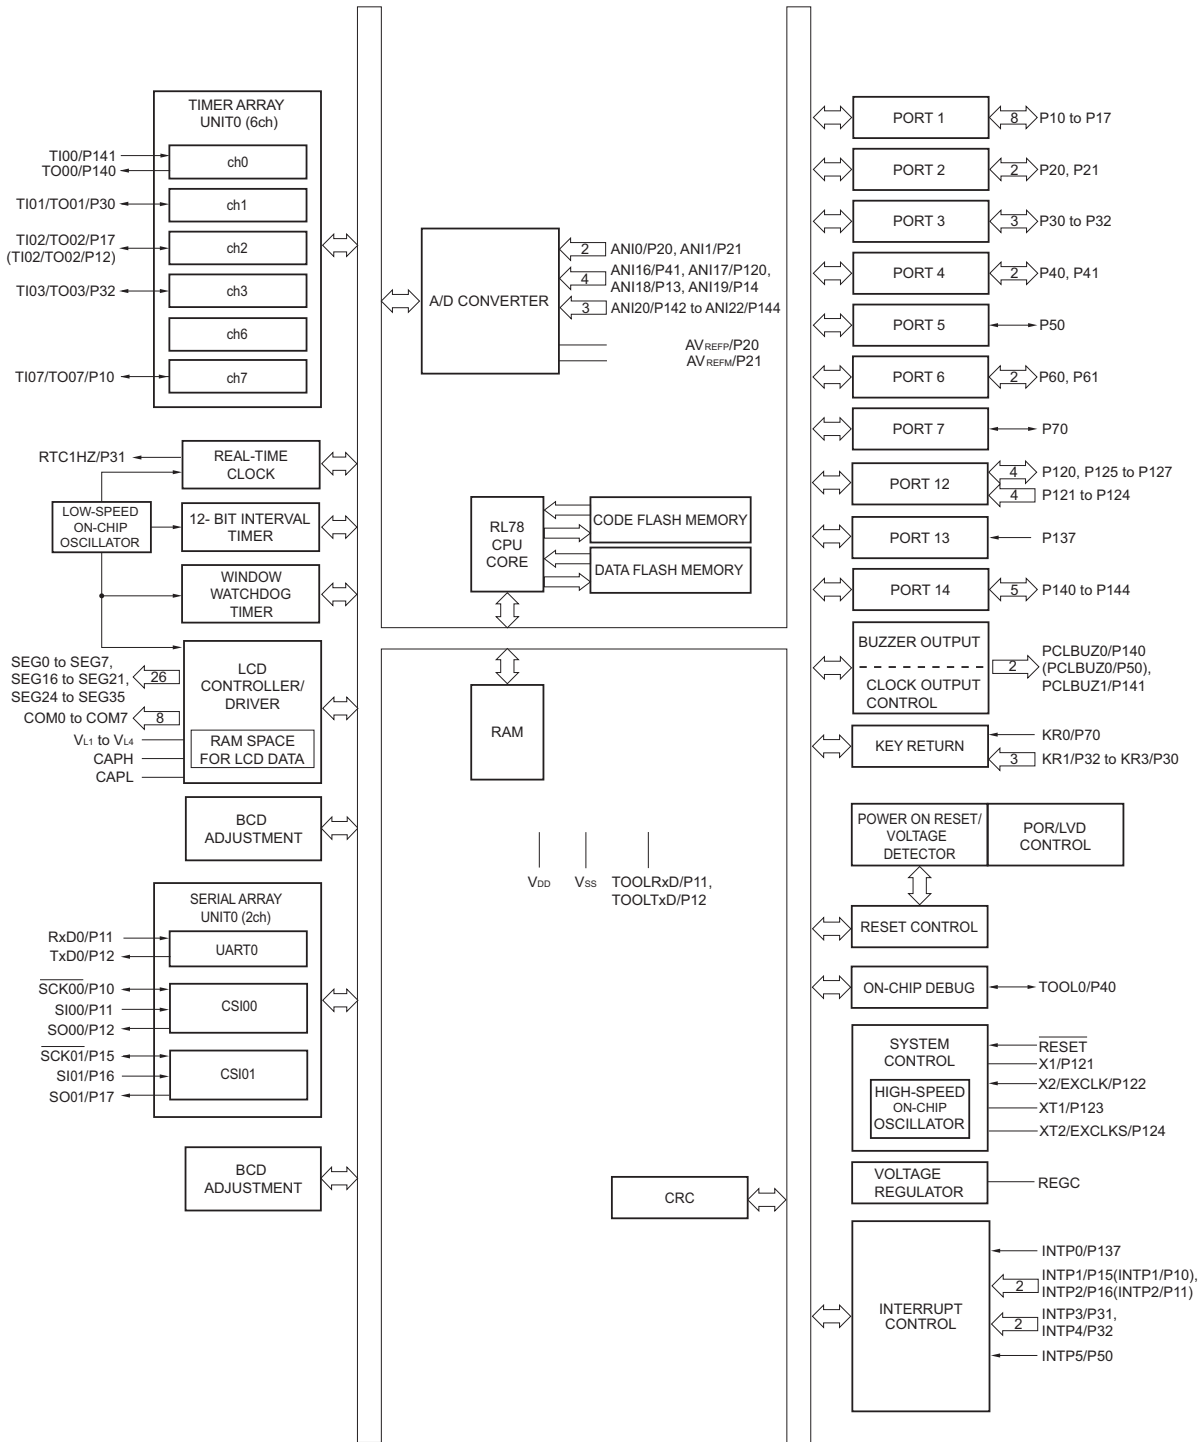 TIMER ARRAY
UNIT0 (6ch)
TI00/P141
TO00/P140
ch0
TI01/TO01/P30
ch1
TI02/TO02/P17
(TI02/TO02/P12)
ch2
TI03/TO03/P32
ch3
ch6
TI07/TO07/P10
ch7
RTC1HZ/P31
REAL-TIME
CLOCK
LOW-SPEED
ON-CHIP
OSCILLATOR
12- BIT INTERVAL
TIMER
WINDOW
WATCHDOG
TIMER
SEG0 to SEG7,
SEG16 to SEG21,
SEG24 to SEG35
26
COM0 to COM7
8
VL1 to VL4
CAPH
CAPL
LCD
CONTROLLER/
DRIVER
RAM SPACE
FOR LCD DATA
BCD
ADJUSTMENT
SERIAL ARRAY
UNIT0 (2ch)
RxD0/P11
TxD0/P12
UART0
SCK00/P10
SI00/P11
SO00/P12
CSI00
SCK01/P15
SI01/P16
SO01/P17
CSI01
BCD
ADJUSTMENT
A/D CONVERTER
2 ANI0/P20, ANI1/P21
4 ANI16/P41, ANI17/P120,
ANI18/P13, ANI19/P14
3 ANI20/P142 to ANI22/P144
AVREFP/P20
AVREFM/P21
RL78
CPU
CORE
CODE FLASH MEMORY
DATA FLASH MEMORY
RAM
VDD
VSS
TOOLRxD/P11,
TOOLTxD/P12
CRC
PORT 1 8 P10 to P17
PORT 2 2 P20, P21
PORT 3 3 P30 to P32
PORT 4 2 P40, P41
PORT 5 P50
PORT 6 2 P60, P61
PORT 7 P70
PORT 12 4 P120, P125 to P127
4 P121 to P124
PORT 13 P137
PORT 14 5 P140 to P144
BUZZER OUTPUT
CLOCK OUTPUT
CONTROL
2
PCLBUZ0/P140
(PCLBUZ0/P50),
PCLBUZ1/P141
KEY RETURN
KR0/P70
3 KR1/P32 to KR3/P30
POWER ON RESET/
VOLTAGE
DETECTOR
POR/LVD
CONTROL
RESET CONTROL
ON-CHIP DEBUG
TOOL0/P40
SYSTEM
CONTROL
HIGH-SPEED
ON-CHIP
OSCILLATOR
RESET
X1/P121
X2/EXCLK/P122
XT1/P123
XT2/EXCLKS/P124
VOLTAGE
REGULATOR
REGC
INTERRUPT
CONTROL
INTP0/P137
2 INTP1/P15(INTP1/P10),
INTP2/P16(INTP2/P11)
2 INTP3/P31,
INTP4/P32
INTP5/P50